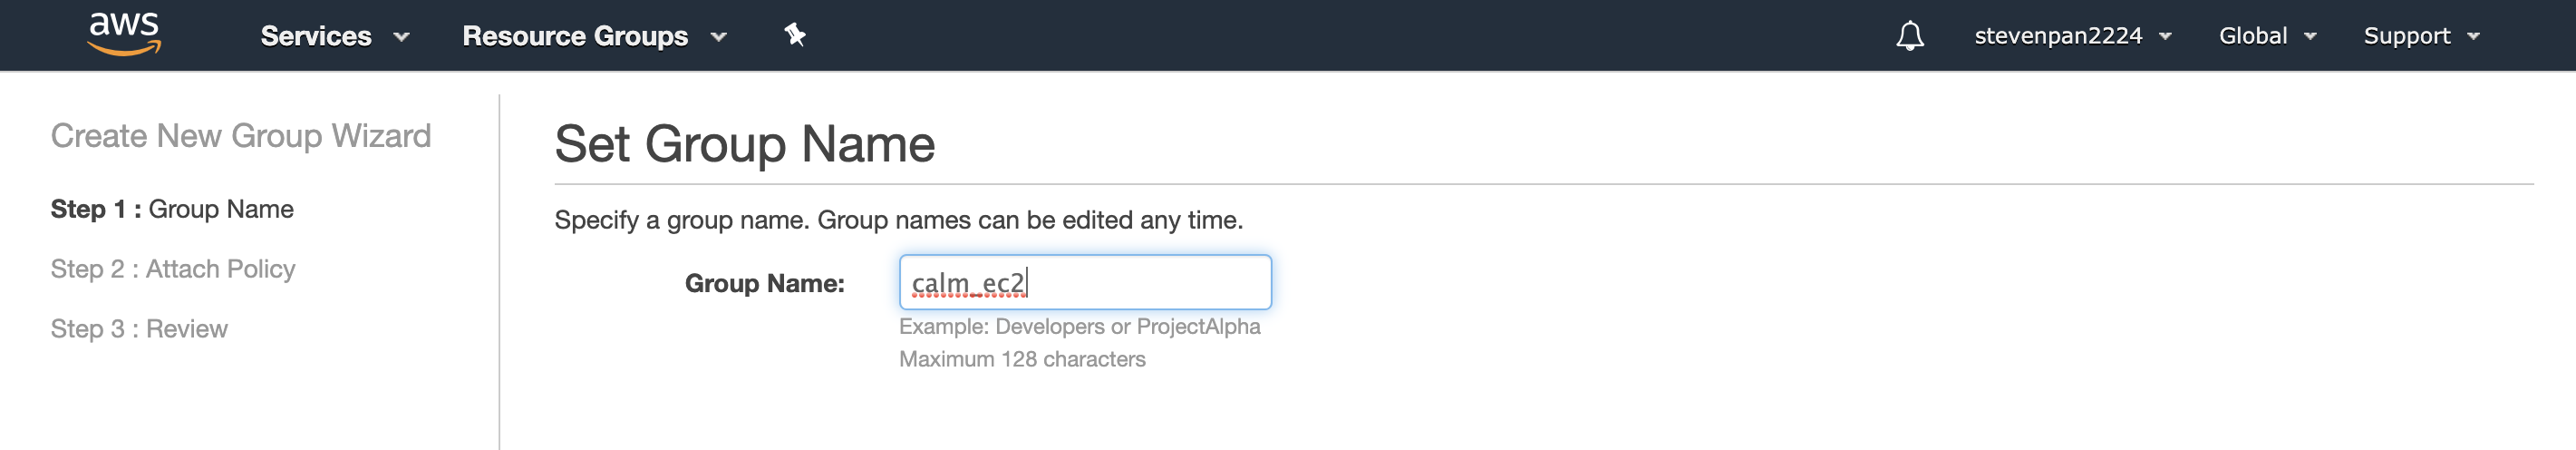 aws Services Resource Groups stevenpan2224 Global Support
Create New Group Wizard
Step 1 : Group Name
Step 2 : Attach Policy
Step 3 : Review
Set Group Name
Specify a group name. Group names can be edited any time.
Group Name: calm_ec2
Example: Developers or ProjectAlpha
Maximum 128 characters